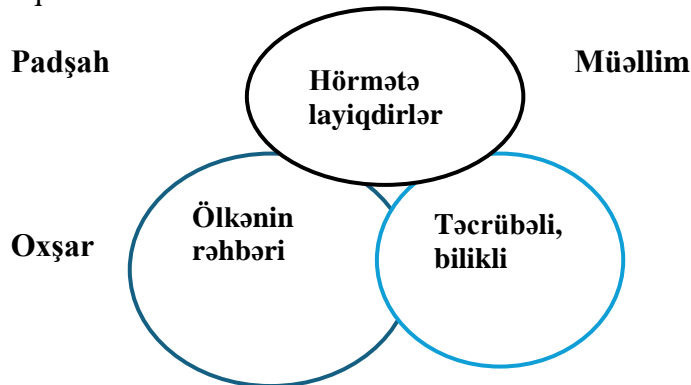 Padşah
Müəllim
Hörmətə
layiqdirlər
Ölkənin
rəhbəri
Təcrübəli,
bilikli
Oxşar